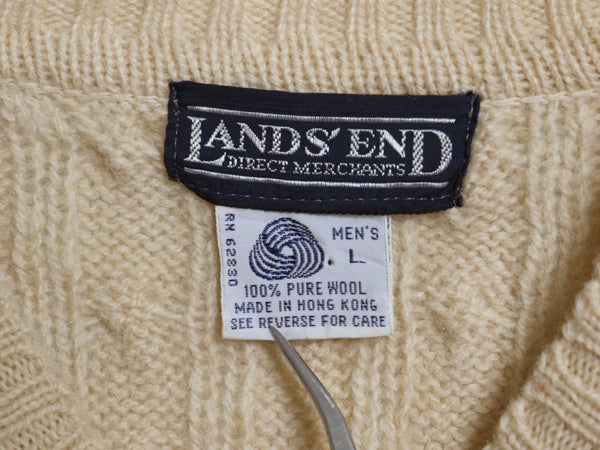 LANDS' END
DIRECT MERCHANTS
RN 62830
MEN'S
. L
100% PURE WOOL
MADE IN HONG KONG
SEE REVERSE FOR CARE